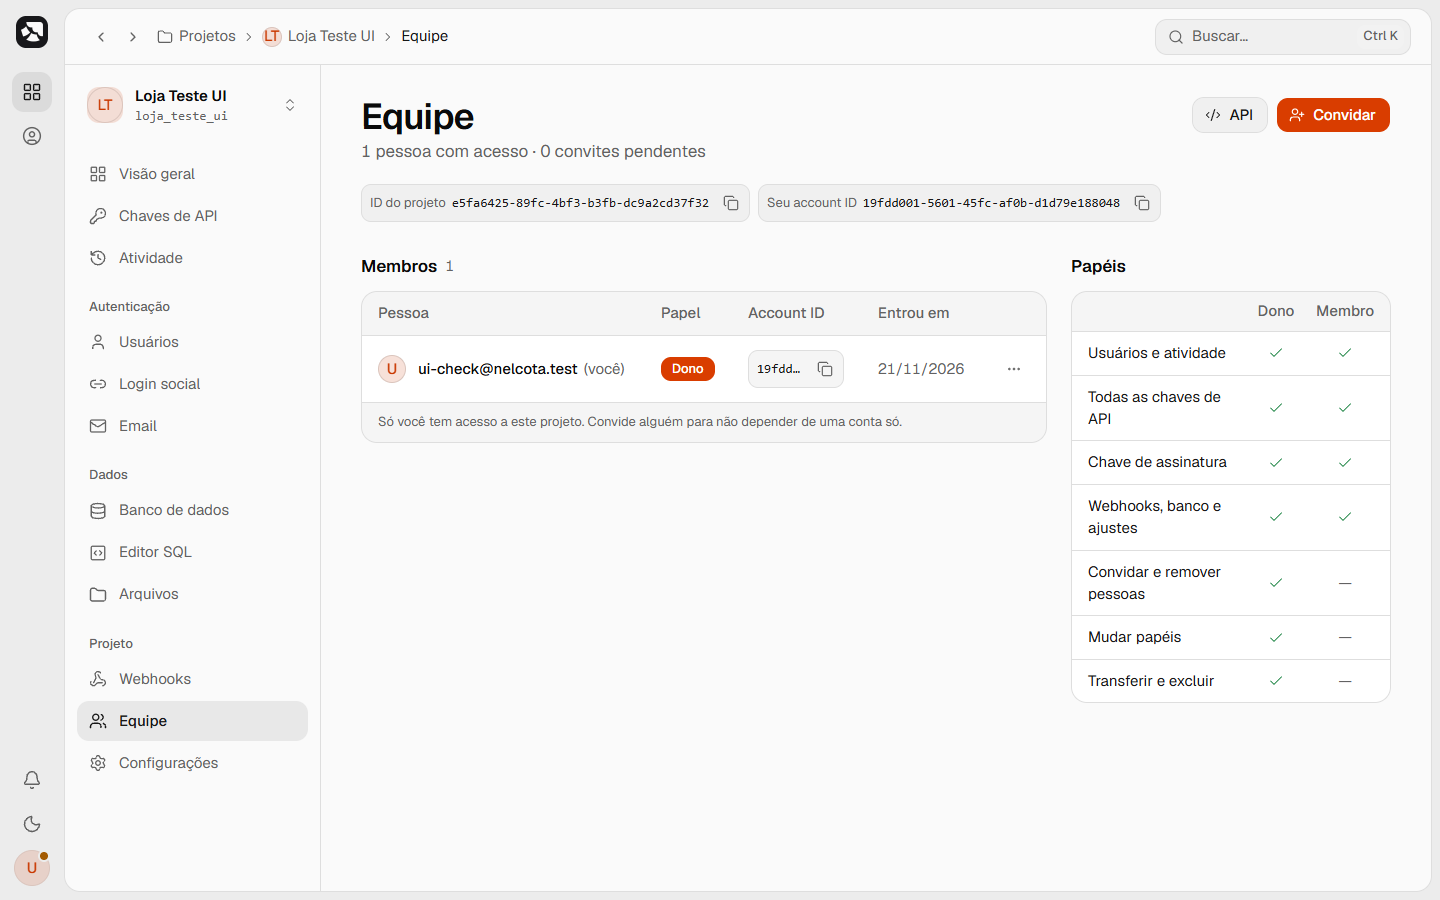 Projetos
LT Loja Teste UI
Equipe
Buscar...
Ctrl K
LT
Loja Teste UI
loja_teste_ui
Visão geral
Chaves de API
Atividade
Autenticação
Usuários
Login social
Email
Dados
Banco de dados
Editor SQL
Arquivos
Projeto
Webhooks
Equipe
Configurações
U
Equipe
1 pessoa com acesso · 0 convites pendentes
API
Convidar
ID do projeto e5fa6425-89fc-4bf3-b3fb-dc9a2cd37f32
Seu account ID 19fdd001-5601-45fc-af0b-d1d79e188048
Membros 1
Pessoa Papel Account ID Entrou em
U ui-check@nelcota.test (você) Dono 19fdd… 21/11/2026
Só você tem acesso a este projeto. Convide alguém para não depender de uma conta só.
Papéis
Dono Membro
Usuários e atividade
Todas as chaves de
API
Chave de assinatura
Webhooks, banco e
ajustes
Convidar e remover
pessoas
Mudar papéis
Transferir e excluir